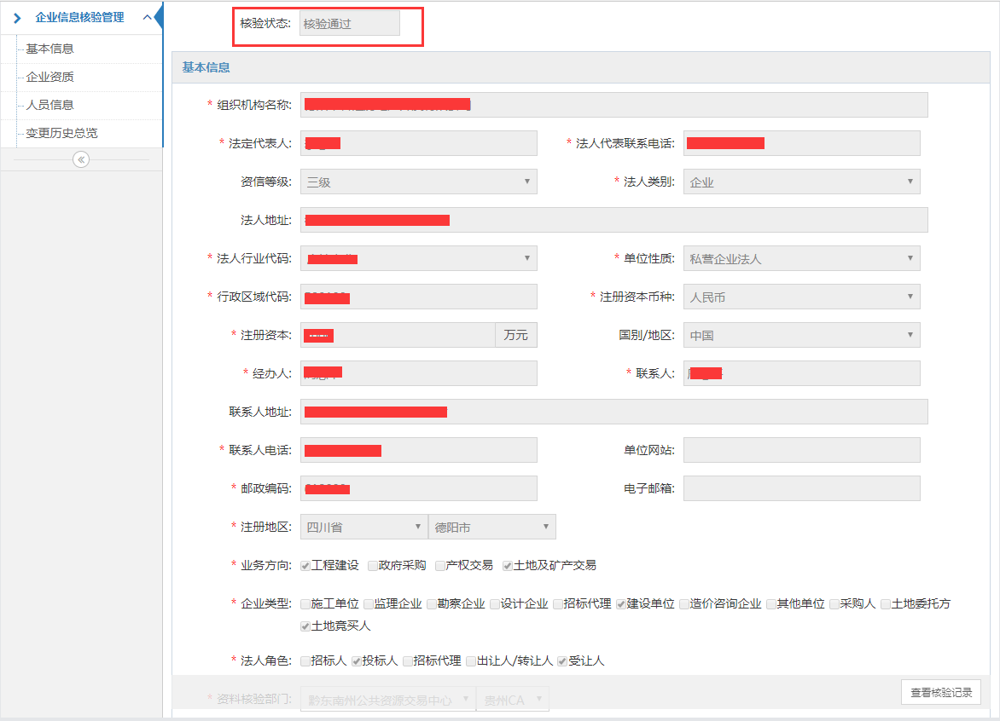 企业信息核验管理
基本信息
企业资质
人员信息
变更历史总览
核验状态: 核验通过
基本信息
* 组织机构名称:
* 法定代表人: * 法人代表联系电话:
资信等级: 三级 * 法人类别: 企业
法人地址:
* 法人行业代码: * 单位性质: 私营企业法人
* 行政区域代码: * 注册资本币种: 人民币
* 注册资本: 万元 国别/地区: 中国
* 经办人: * 联系人:
联系人地址:
* 联系人电话: 单位网站:
* 邮政编码: 电子邮箱:
* 注册地区: 四川省 德阳市
* 业务方向: 工程建设 政府采购 产权交易 土地及矿产交易
* 企业类型: 施工单位 监理企业 勘察企业 设计企业 招标代理 建设单位 造价咨询企业 其他单位 采购人 土地委托方
土地竞买人
* 法人角色: 招标人 投标人 招标代理 出让人/转让人 受让人
* 资料核验部门: 黔东南州公共资源交易中心 贵州CA 查看核验记录